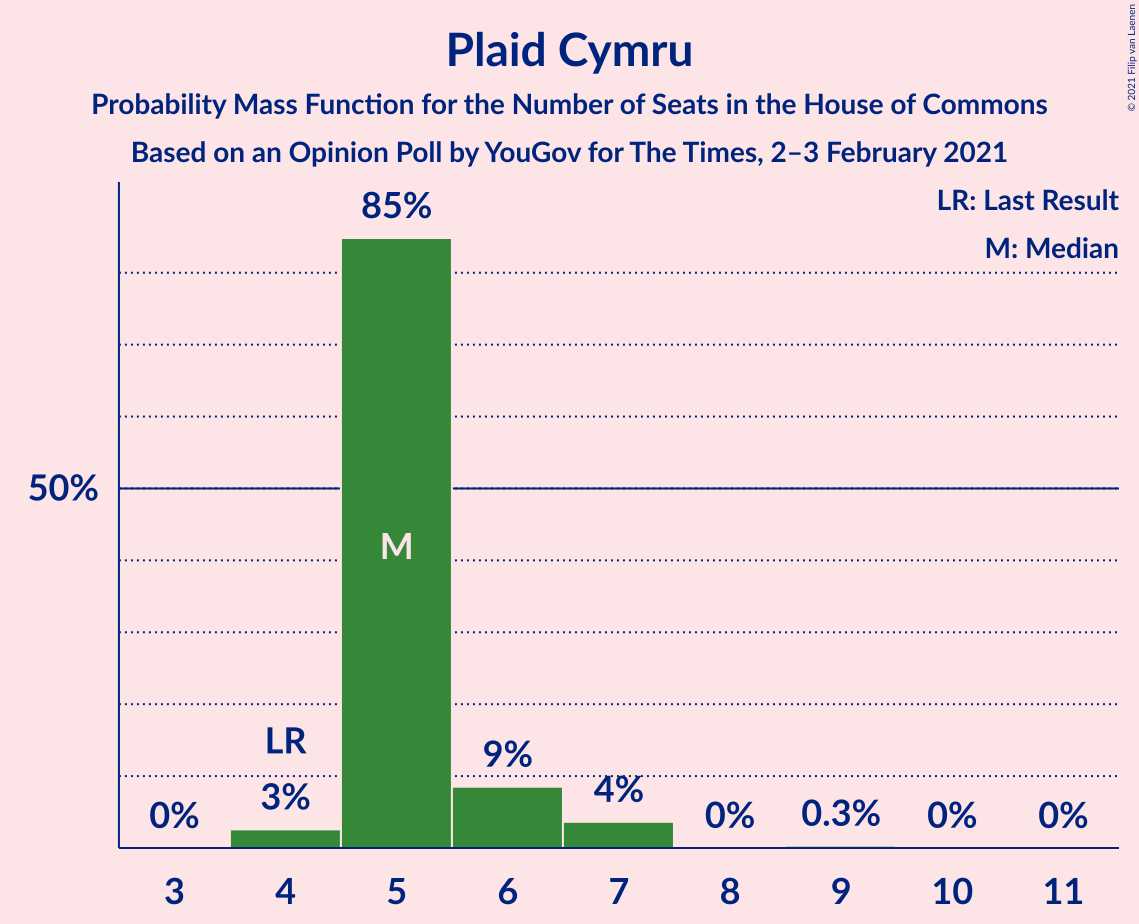 Plaid Cymru
Probability Mass Function for the Number of Seats in the House of Commons
Based on an Opinion Poll by YouGov for The Times, 2–3 February 2021
© 2021 Filip van Laenen
LR: Last Result
M: Median
85%
50%
M
LR
0%
3%
9%
4%
0%
0.3%
0%
0%
3
4
5
6
7
8
9
10
11